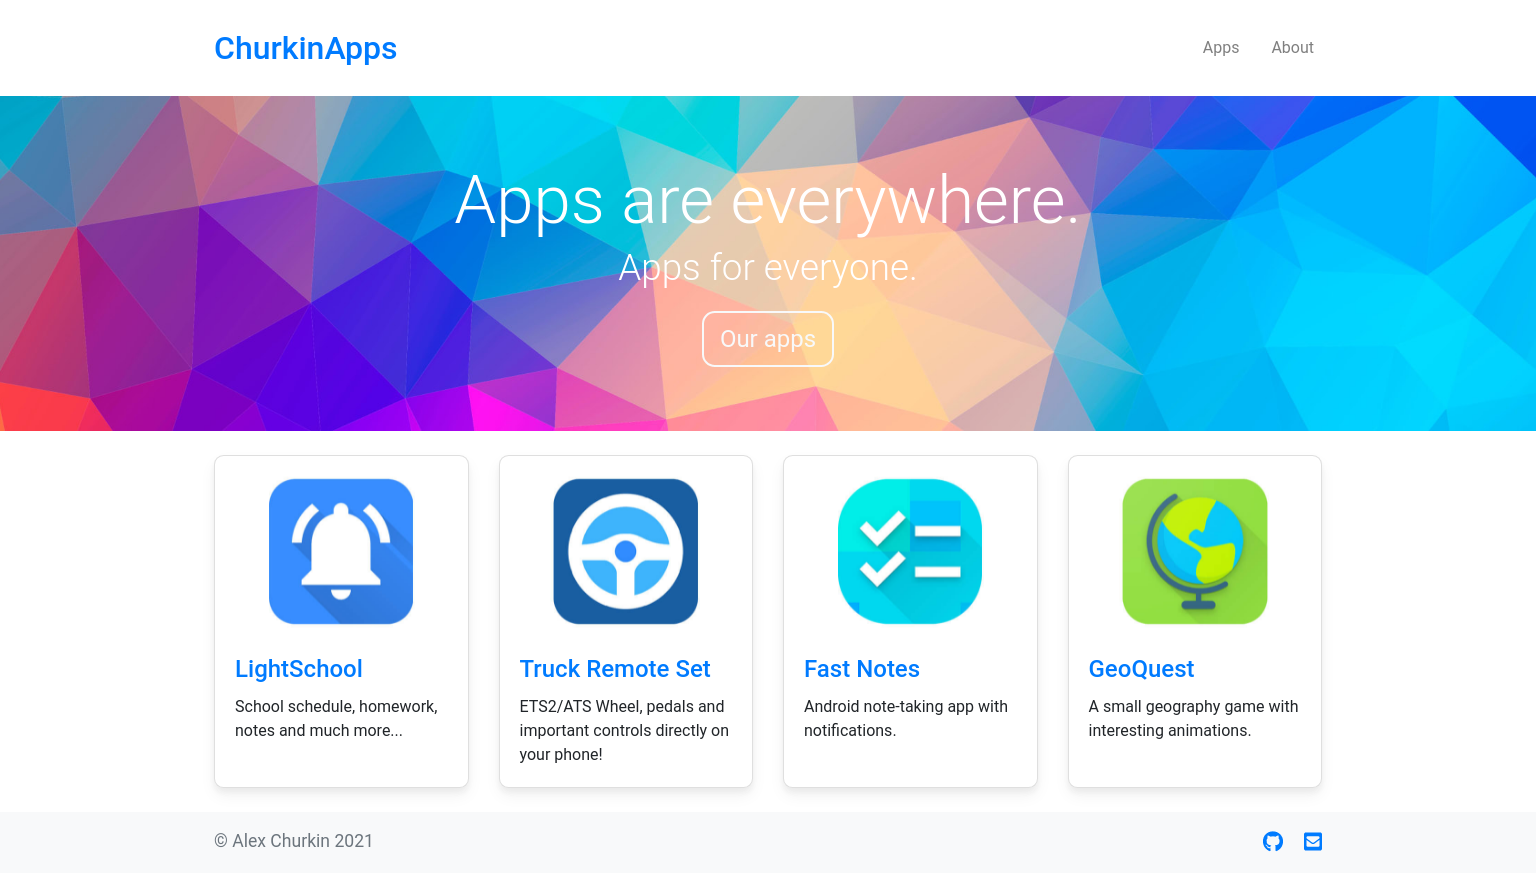 ChurkinApps
Apps
About
Apps are everywhere.
Apps for everyone.
Our apps
LightSchool
School schedule, homework,
notes and much more...
Truck Remote Set
ETS2/ATS Wheel, pedals and
important controls directly on
your phone!
Fast Notes
Android note-taking app with
notifications.
GeoQuest
A small geography game with
interesting animations.
© Alex Churkin 2021